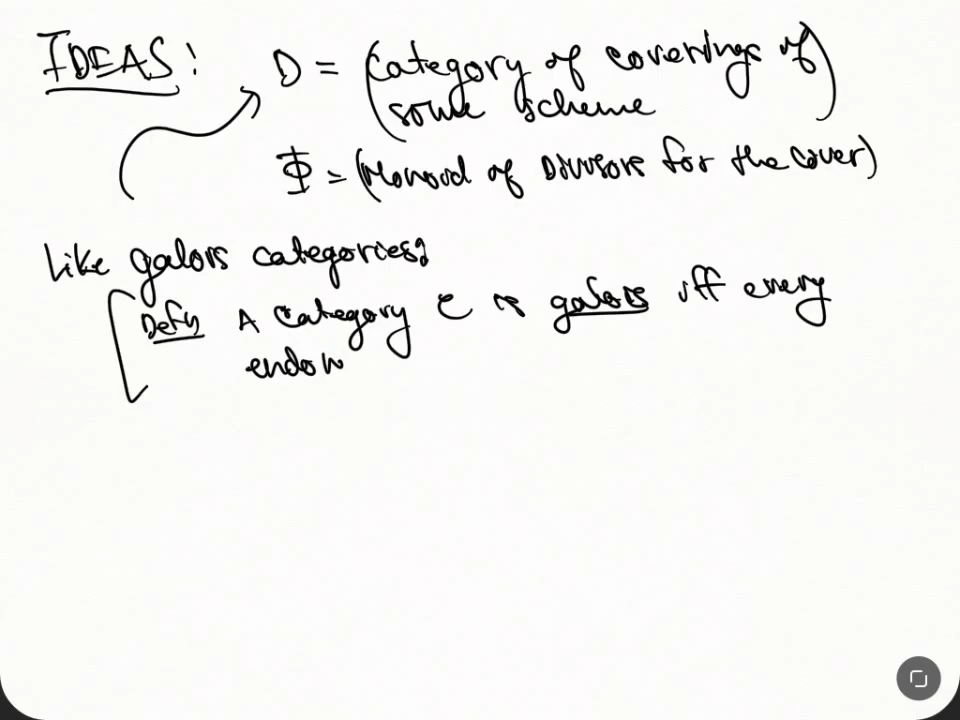 IDEAS!
D = (category of coverings of
some scheme)
Φ = (Monoid of Divisors for the cover)
Like galois categories:
Defn A category C is galois iff every
endom